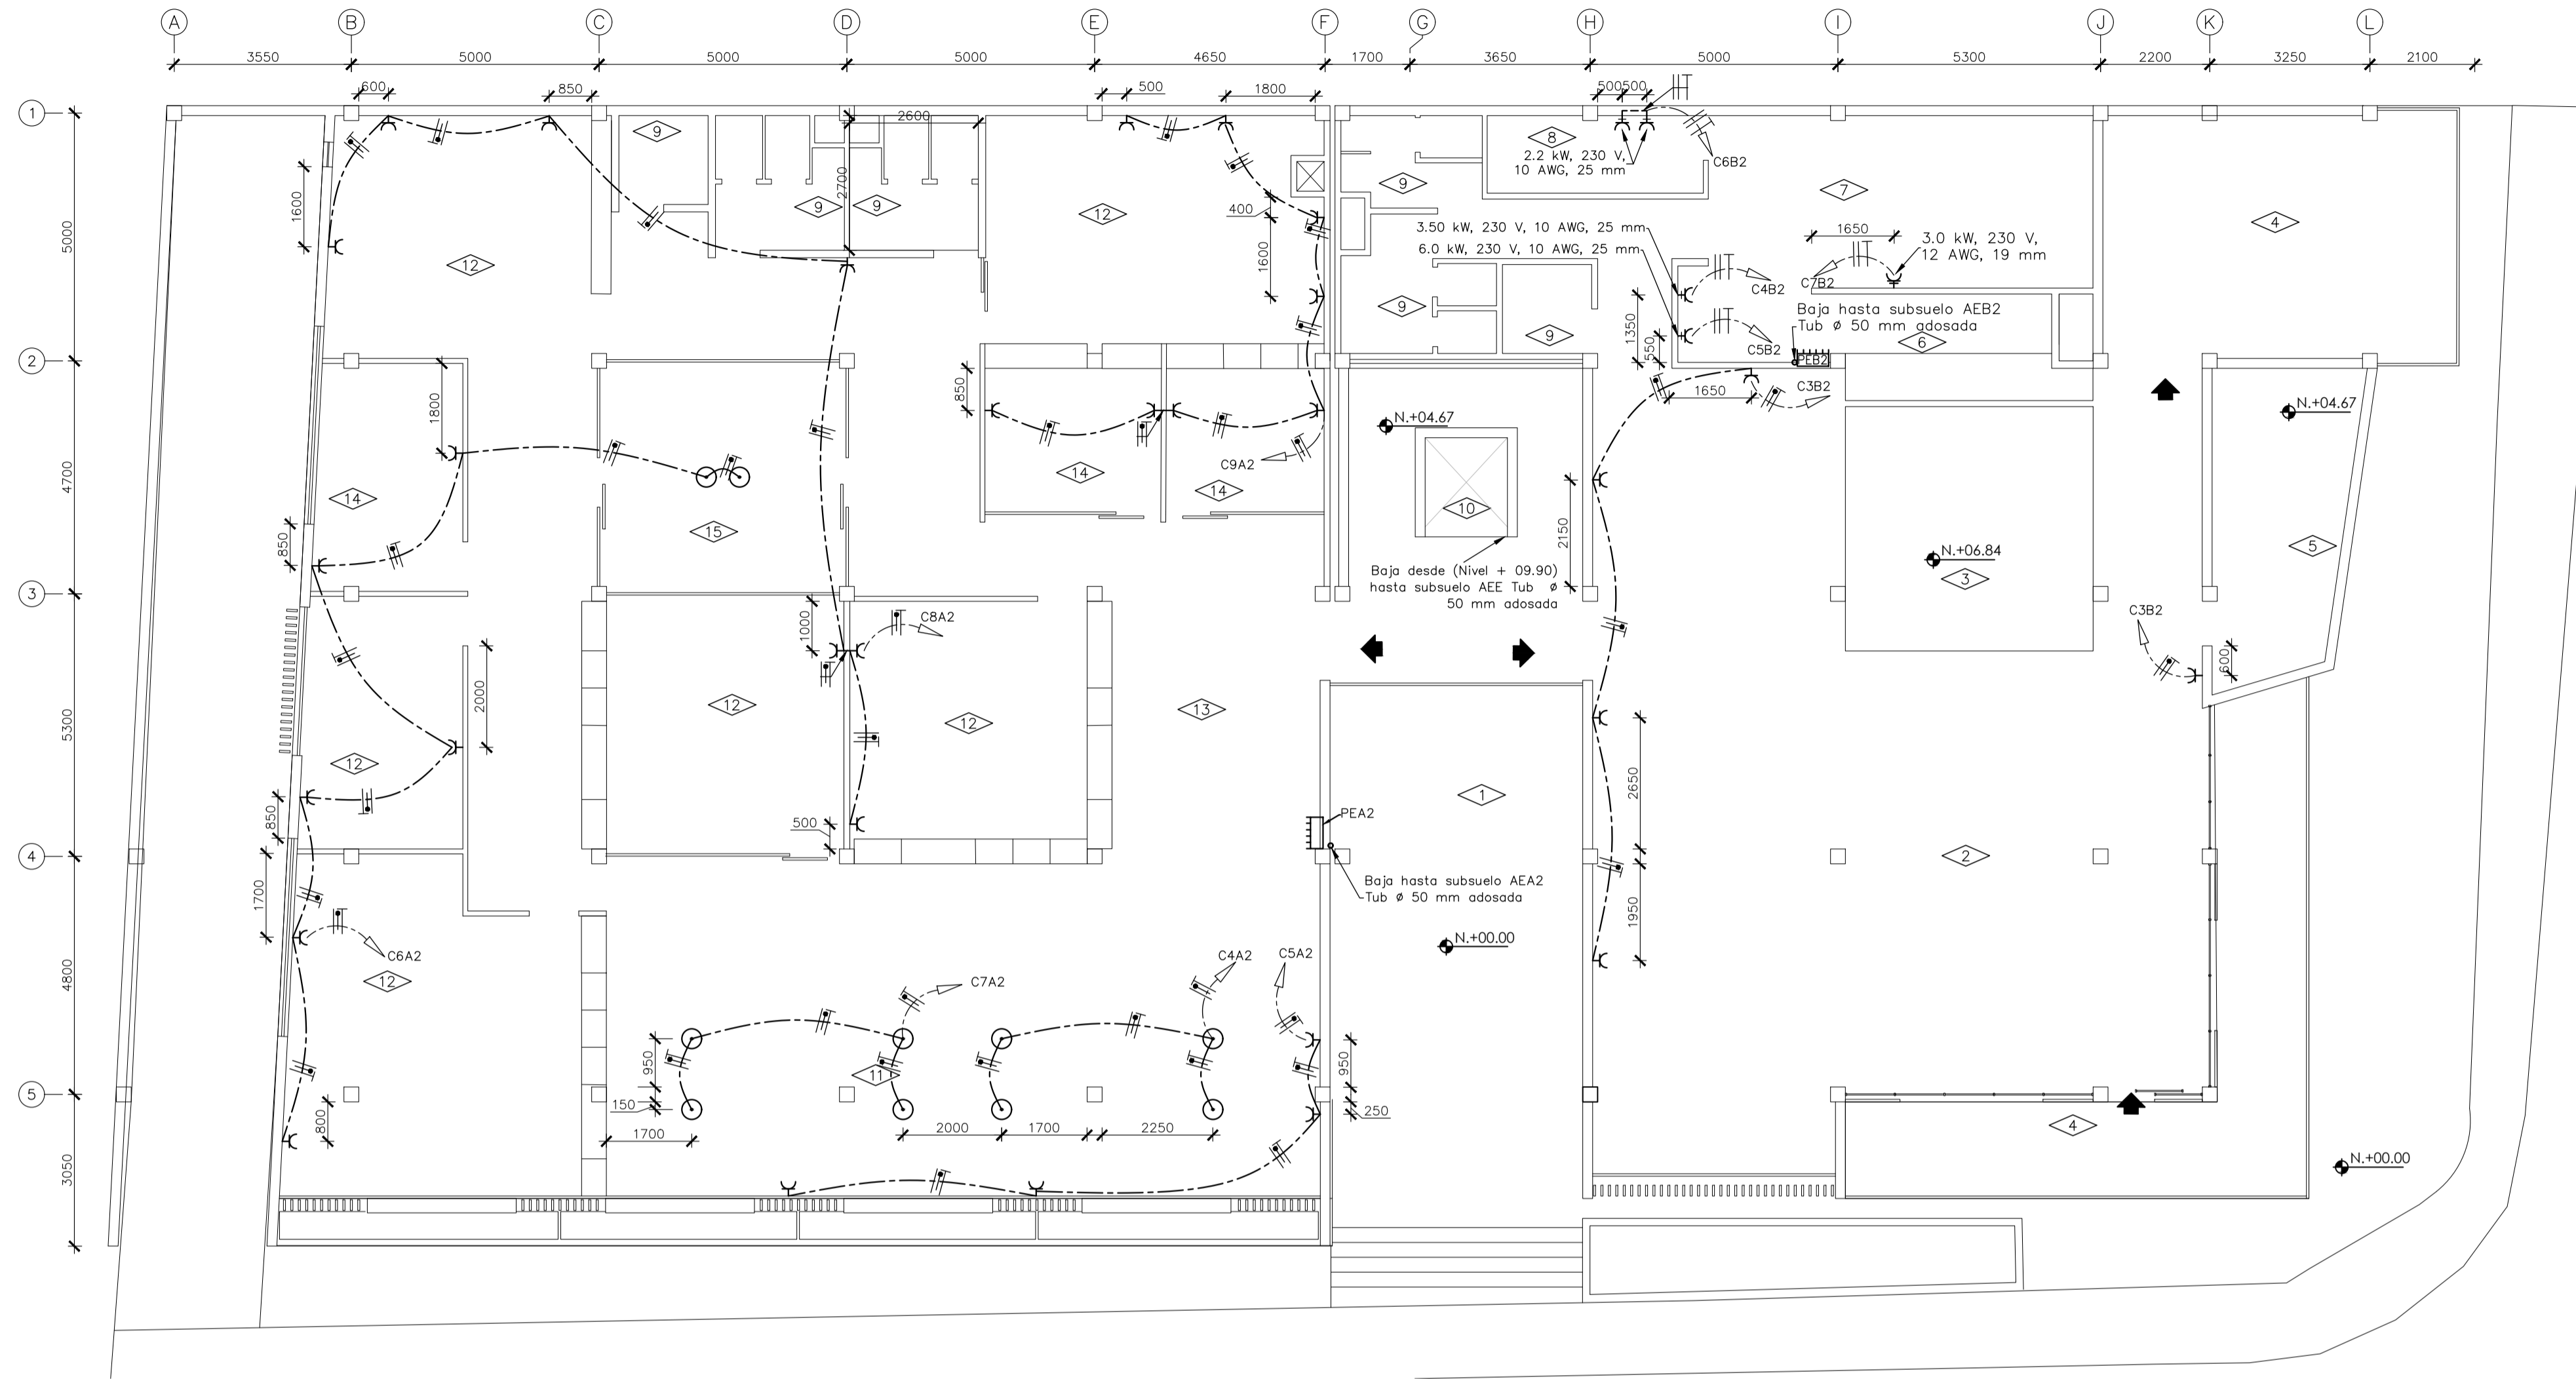 A B C D E F G H I J K L
3550 5000 5000 5000 4650 1700 3650 5000 5300 2200 3250 2100
600 850 500 1800 500 500
1
2600
9
8
2.2 kW, 230 V,
10 AWG, 25 mm
C6B2
1600
2700
9
9
9
7
12
400
3.50 kW, 230 V, 10 AWG, 25 mm
6.0 kW, 230 V, 10 AWG, 25 mm
1650
3.0 kW, 230 V,
12 AWG, 19 mm
4
5000
12
1600
C4B2
C7B2
9
9
1350
550
C5B2
Baja hasta subsuelo AEB2
Tub ø 50 mm adosada
6
PEB2
2
1800
850
1650
C3B2
N.+04.67
N.+04.67
C9A2
4700
14
14
14
10
15
850
2150
Baja desde (Nivel + 09.90)
hasta subsuelo AEE Tub ø
50 mm adosada
N.+06.84
3
5
3
1000
C8A2
C3B2
600
2000
12
12
13
5300
12
2650
1
850
500
PEA2
4
2
1700
Baja hasta subsuelo AEA2
Tub ø 50 mm adosada
1950
C6A2
12
N.+00.00
4800
C7A2
C4A2
C5A2
950
950
11
5
150
250
800
1700
2000
1700
2250
4
3050
N.+00.00